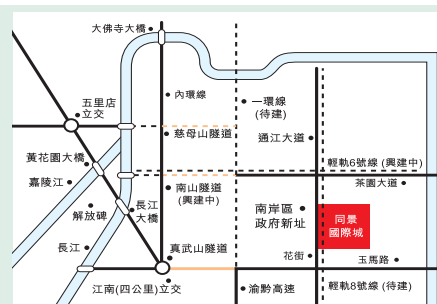 大佛寺大橋
內環線
一環線
(待建)
五里店
立交
慈母山隧道
通江大道
黃花園大橋
輕軌6號線 (興建中)
嘉陵江
南山隧道
(興建中)
茶園大道
解放碑
長江
大橋
南岸區
政府新址
同景
國際城
長江
真武山隧道
花街
玉馬路
江南(四公里)立交
渝黔高速
輕軌8號線 (待建)